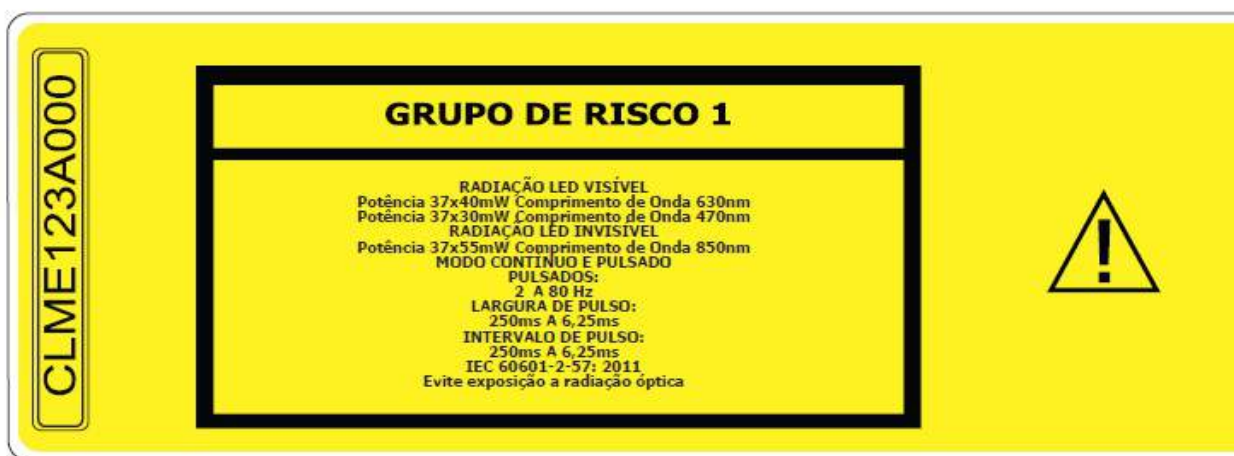 CLME123A000
GRUPO DE RISCO 1
RADIAÇÃO LED VISÍVEL
Potência 37x40mW Comprimento de Onda 630nm
Potência 37x30mW Comprimento de Onda 470nm
RADIAÇÃO LED INVISÍVEL
Potência 37x55mW Comprimento de Onda 850nm
MODO CONTÍNUO E PULSADO
PULSADOS:
2 A 80 Hz
LARGURA DE PULSO:
250ms A 6,25ms
INTERVALO DE PULSO:
250ms A 6,25ms
IEC 60601-2-57: 2011
Evite exposição a radiação óptica
!